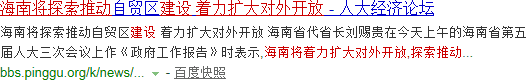 海南将探索推动自贸区建设 着力扩大对外开放 - 人大经济论坛
海南将探索推动自贸区建设 着力扩大对外开放 海南省代省长刘赐贵在今天上午的海南省第五
届人大三次会议上作《政府工作报告》时表示,海南将着力扩大对外开放,探索推动...
bbs.pinggu.org/k/news/... - 百度快照